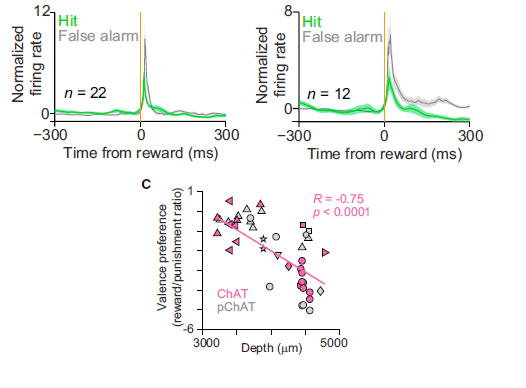 12
Hit
False alarm
Normalized
firing rate
n = 22
0
−300
0
300
Time from reward (ms)
8
Hit
False alarm
Normalized
firing rate
n = 12
0
−300
0
300
Time from reward (ms)
C
1
R = -0.75
p < 0.0001
Valence preference
(reward/punishment ratio)
ChAT
pChAT
-6
3000
5000
Depth (μm)